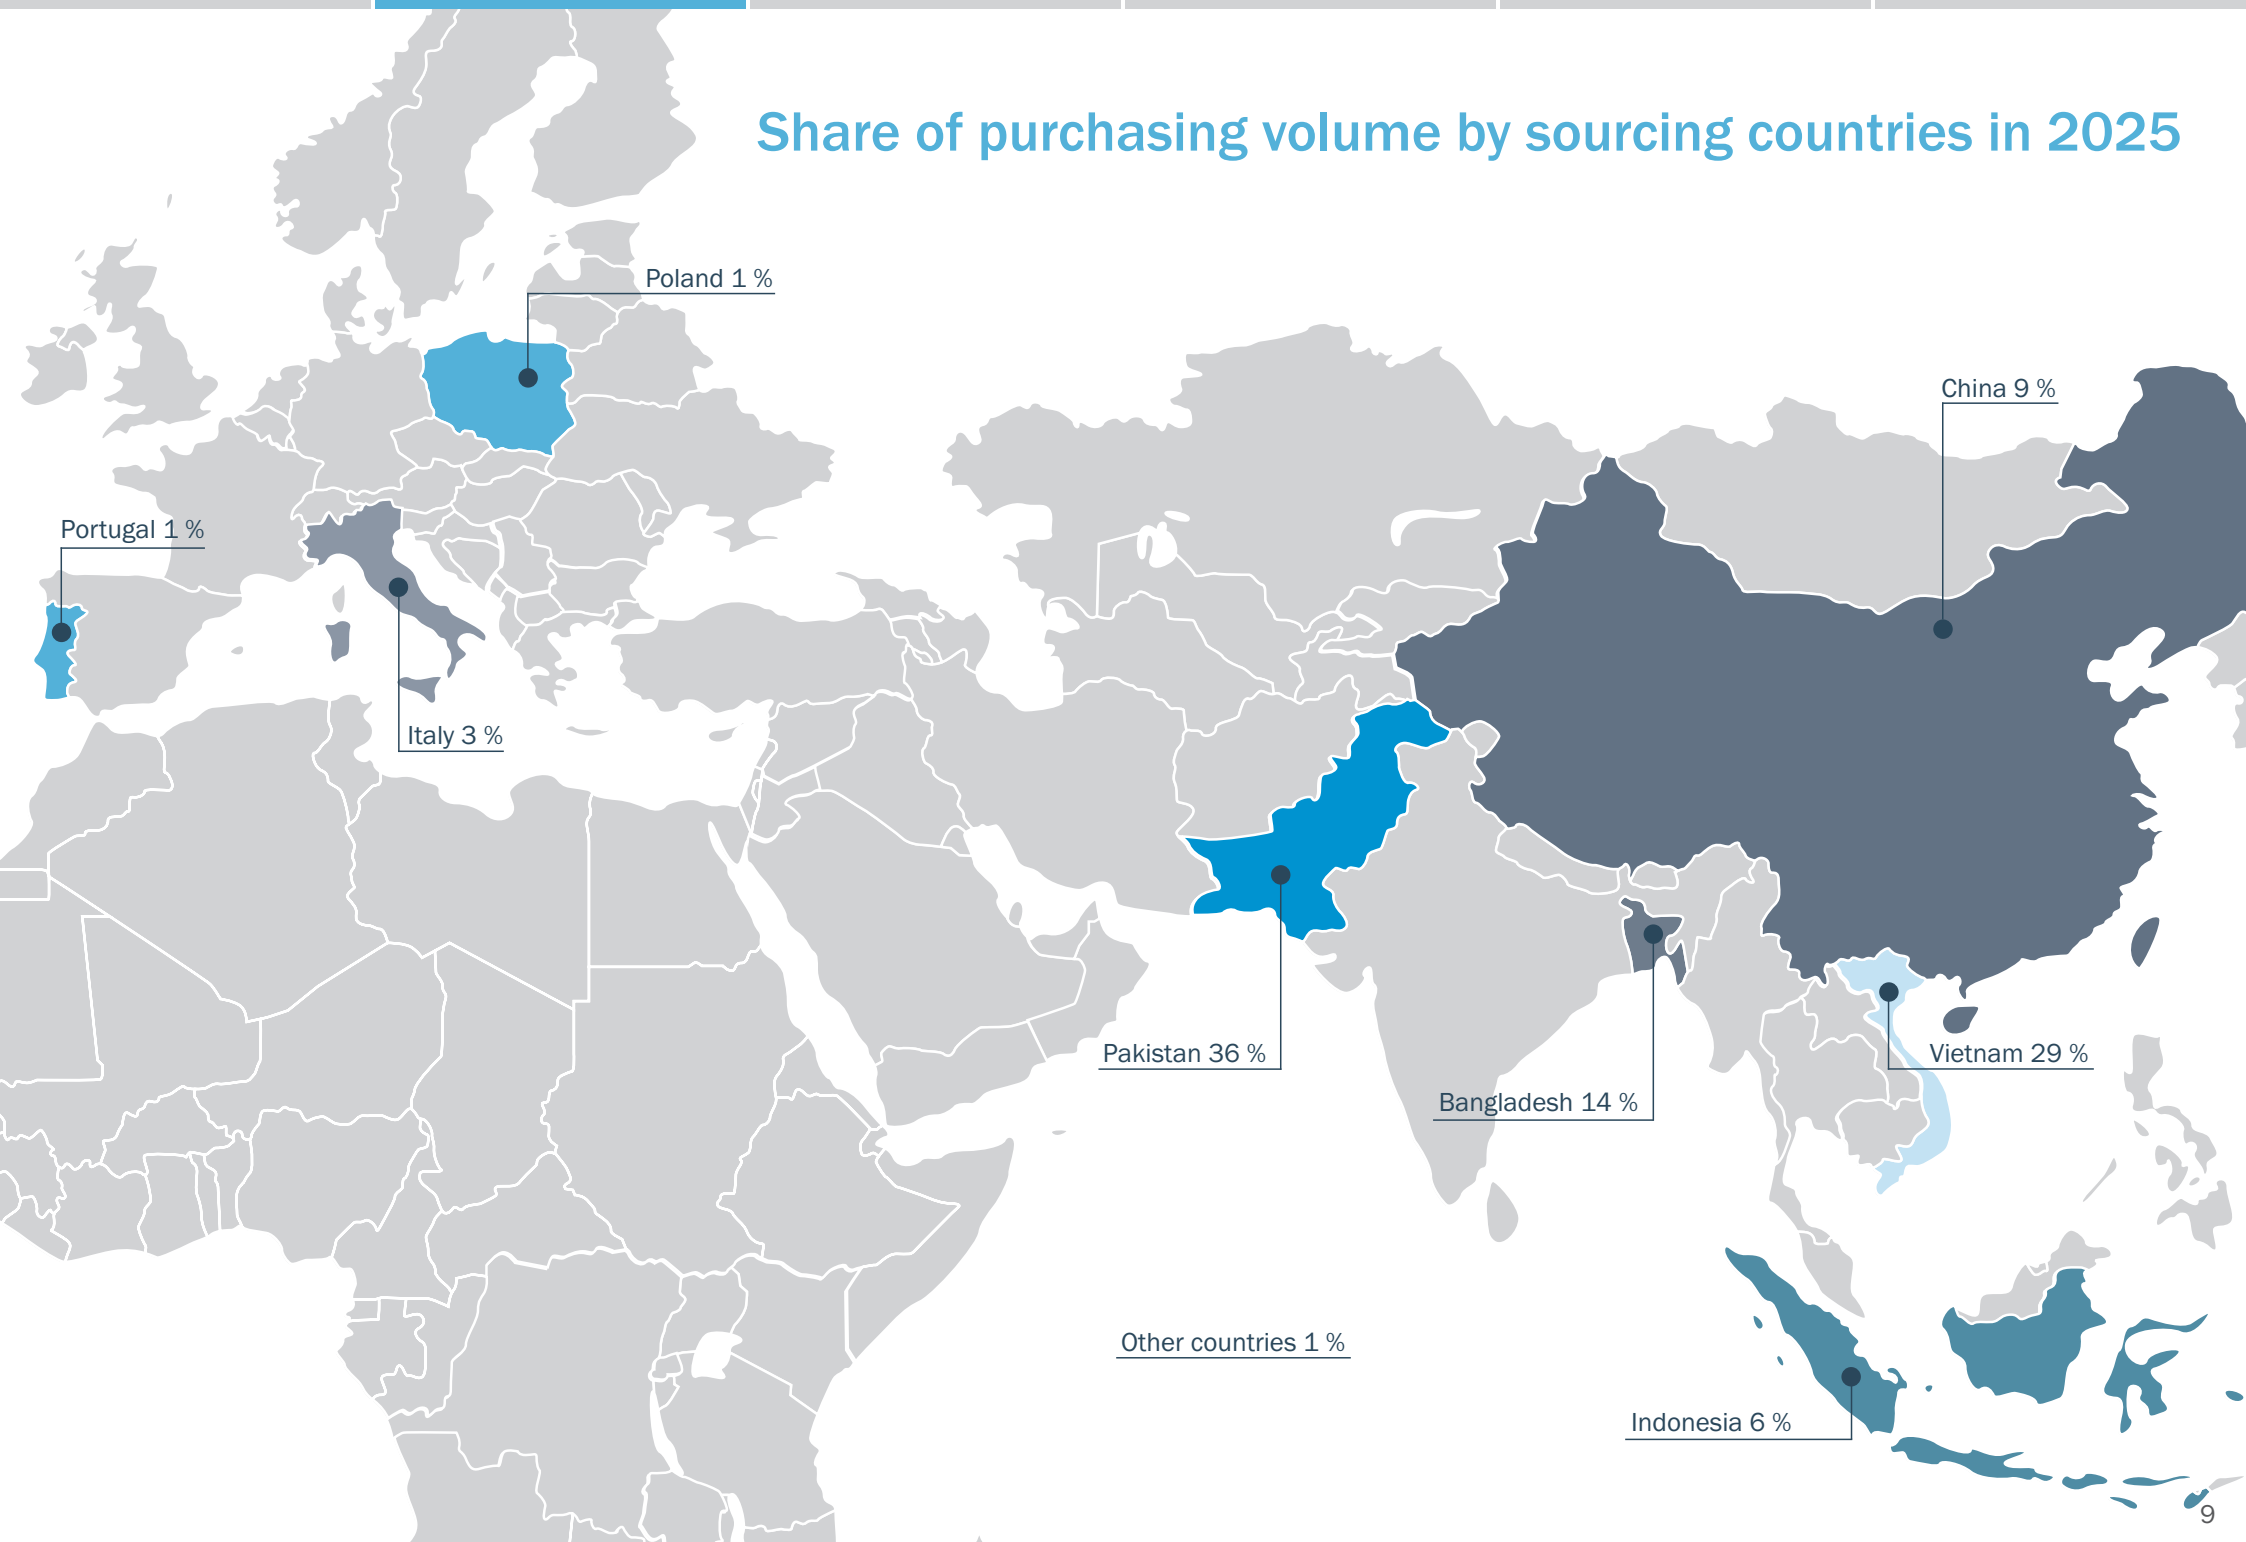 Share of purchasing volume by sourcing countries in 2025
Poland 1 %
China 9 %
Portugal 1 %
Italy 3 %
Pakistan 36 %
Vietnam 29 %
Bangladesh 14 %
Other countries 1 %
Indonesia 6 %
9